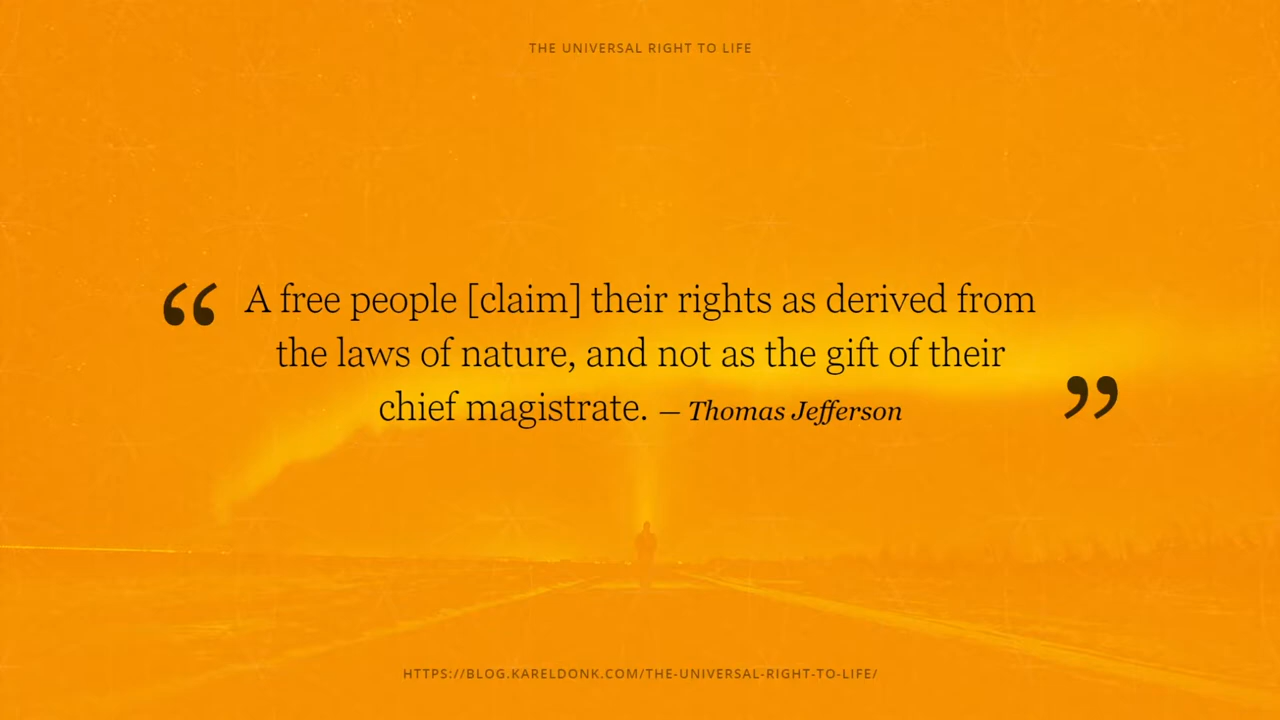 THE UNIVERSAL RIGHT TO LIFE
“ A free people [claim] their rights as derived from
the laws of nature, and not as the gift of their
chief magistrate. — Thomas Jefferson ”
HTTPS://BLOG.KARELDONK.COM/THE-UNIVERSAL-RIGHT-TO-LIFE/